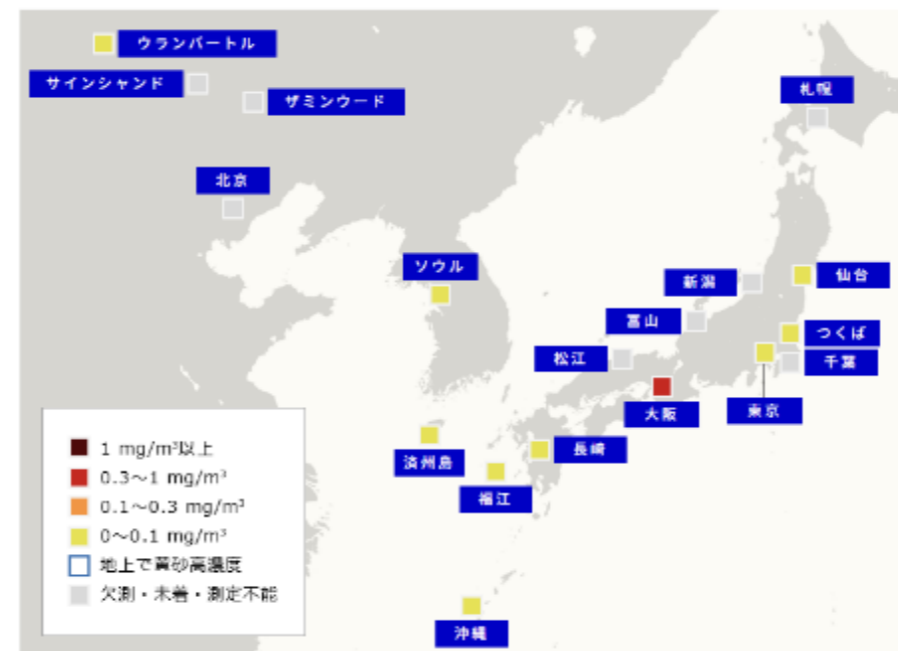 ウランバートル
サインシャンド
ザミンウード
札幌
北京
ソウル
仙台
新潟
富山
つくば
松江
千葉
大阪
東京
済州島
長崎
福江
沖縄
1 mg/m³以上
0.3～1 mg/m³
0.1～0.3 mg/m³
0～0.1 mg/m³
地上で黄砂高濃度
欠測・未着・測定不能